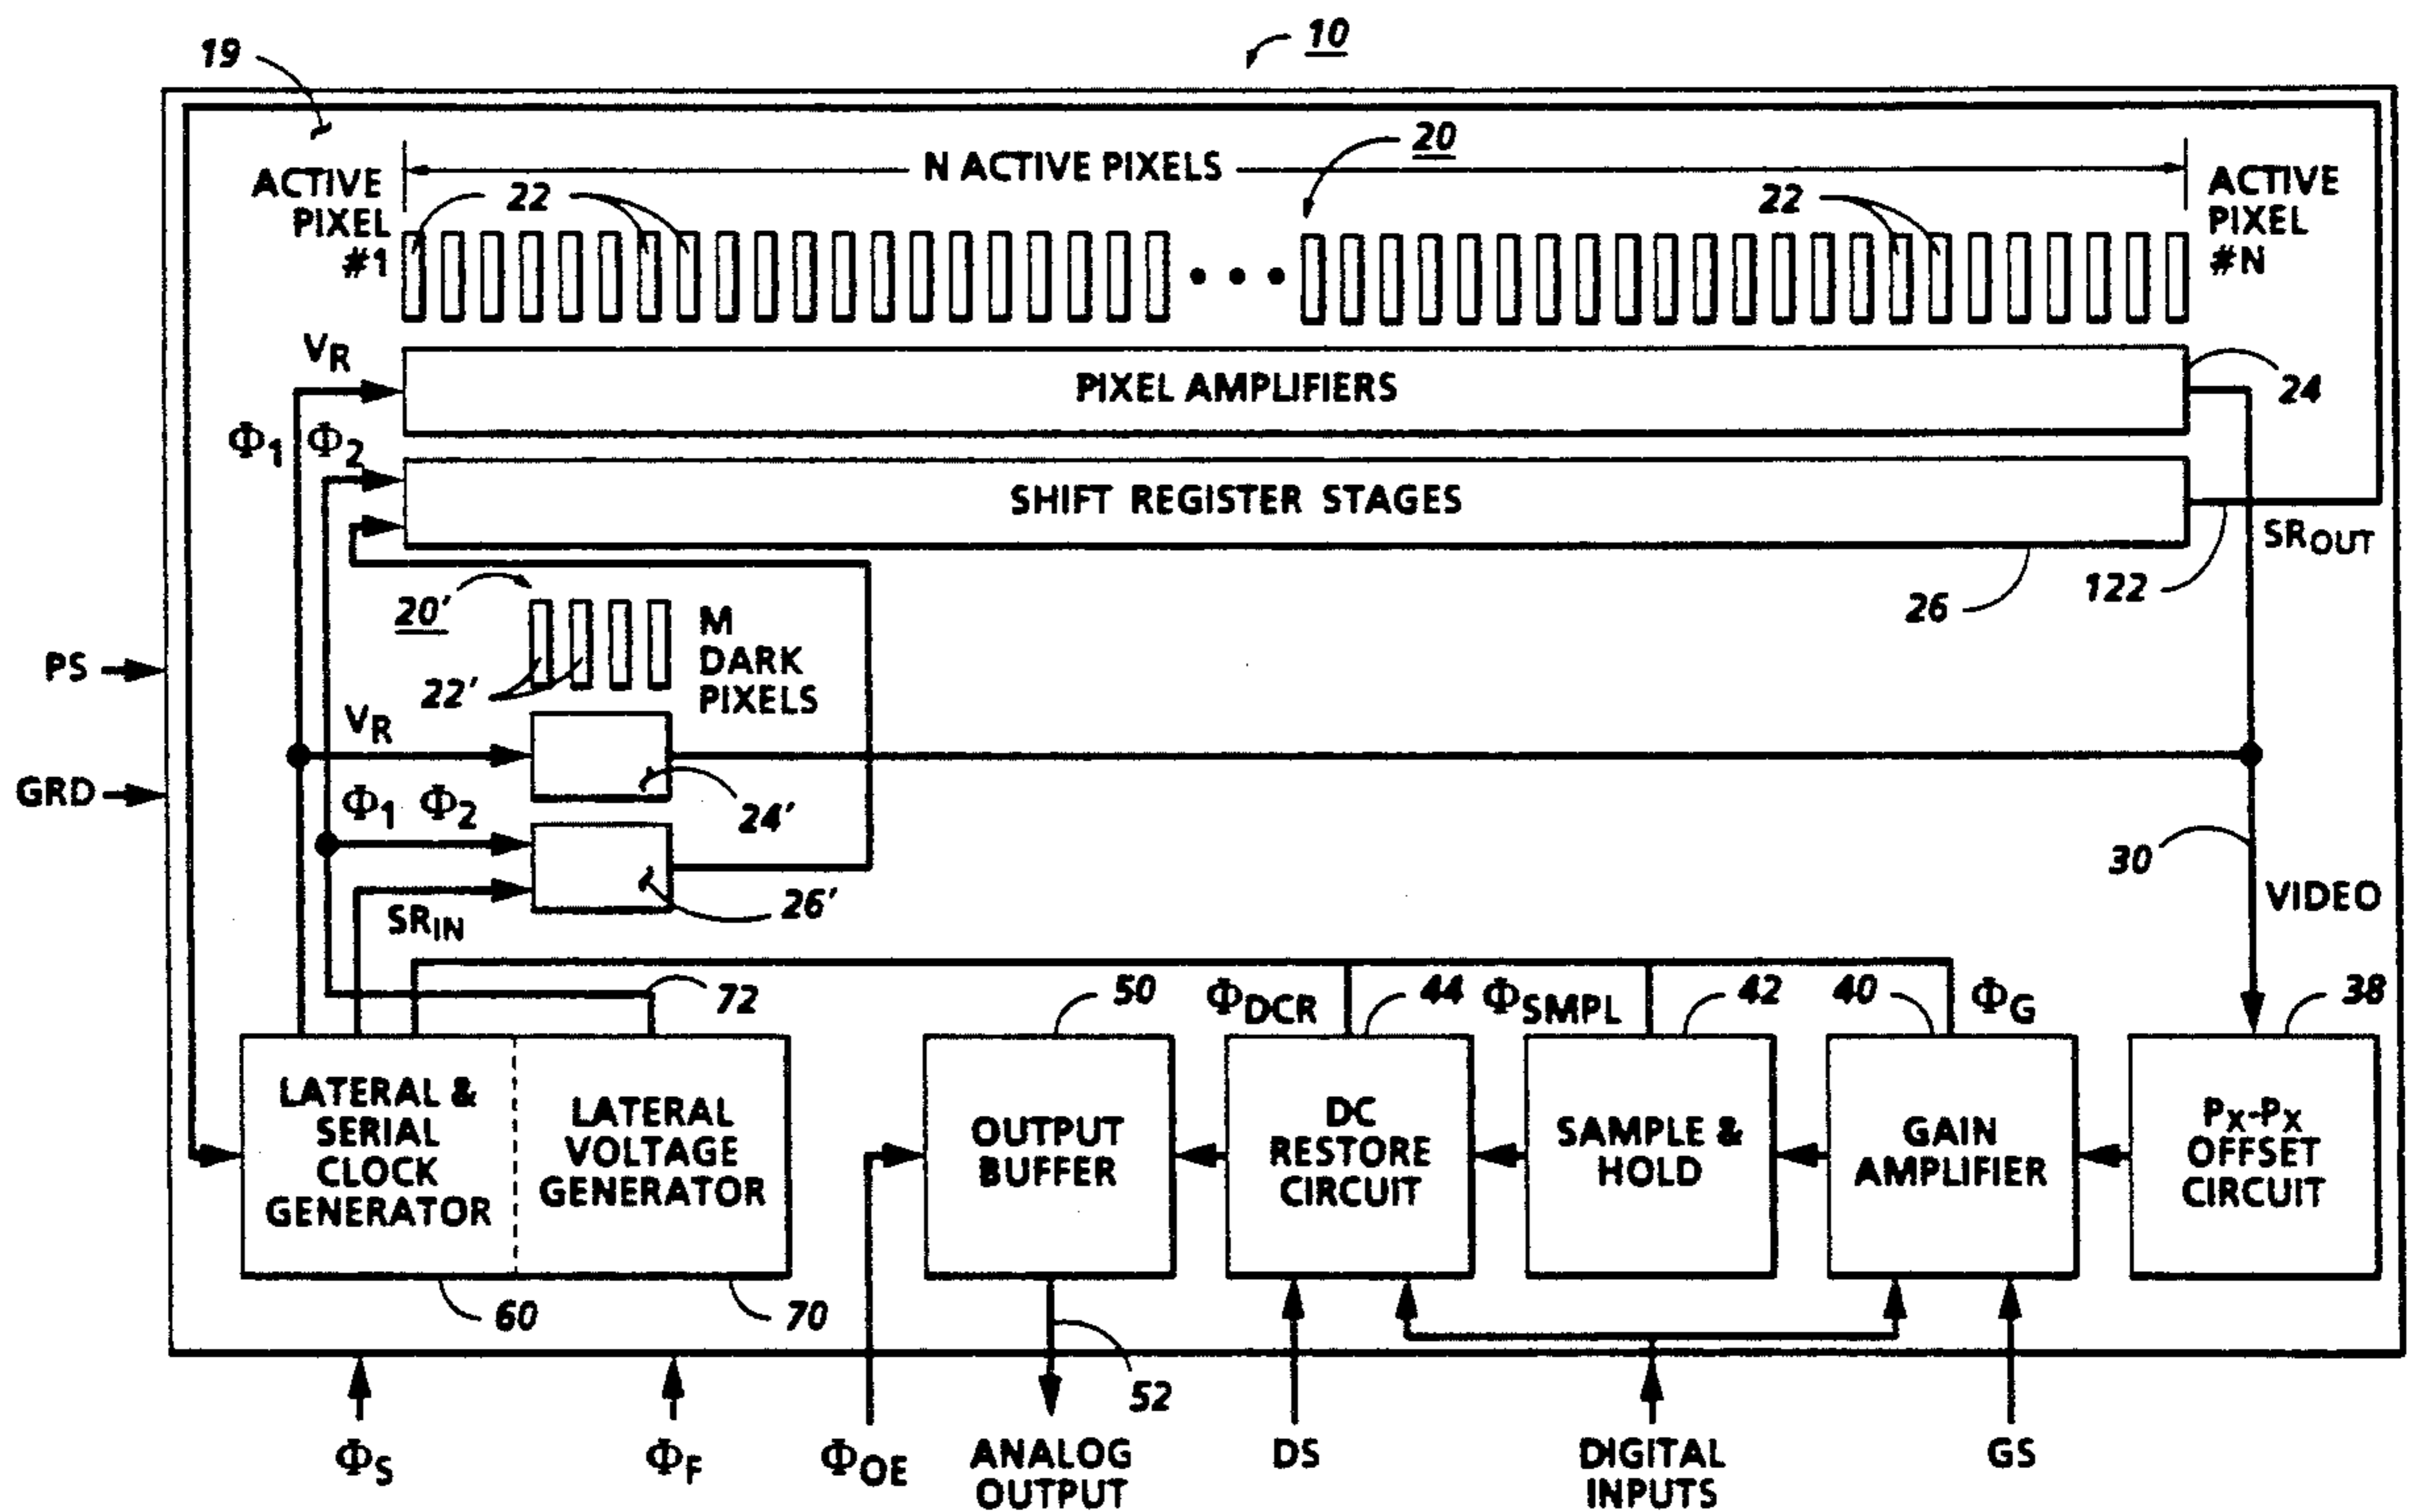 10
19
20
N ACTIVE PIXELS
ACTIVE
PIXEL
#1
22
22
ACTIVE
PIXEL
#N
VR
PIXEL AMPLIFIERS
24
Φ1 Φ2
SHIFT REGISTER STAGES
SROUT
26
122
20'
M
DARK
PIXELS
22'
PS
VR
GRD
24'
Φ1 Φ2
30
26'
VIDEO
SRIN
72
50
ΦDCR
44
ΦSMPL
42
40
ΦG
38
LATERAL &
SERIAL
CLOCK
GENERATOR
LATERAL
VOLTAGE
GENERATOR
OUTPUT
BUFFER
DC
RESTORE
CIRCUIT
SAMPLE &
HOLD
GAIN
AMPLIFIER
PX-PX
OFFSET
CIRCUIT
60
70
52
ΦS
ΦF
ΦOE
ANALOG
OUTPUT
DS
DIGITAL
INPUTS
GS